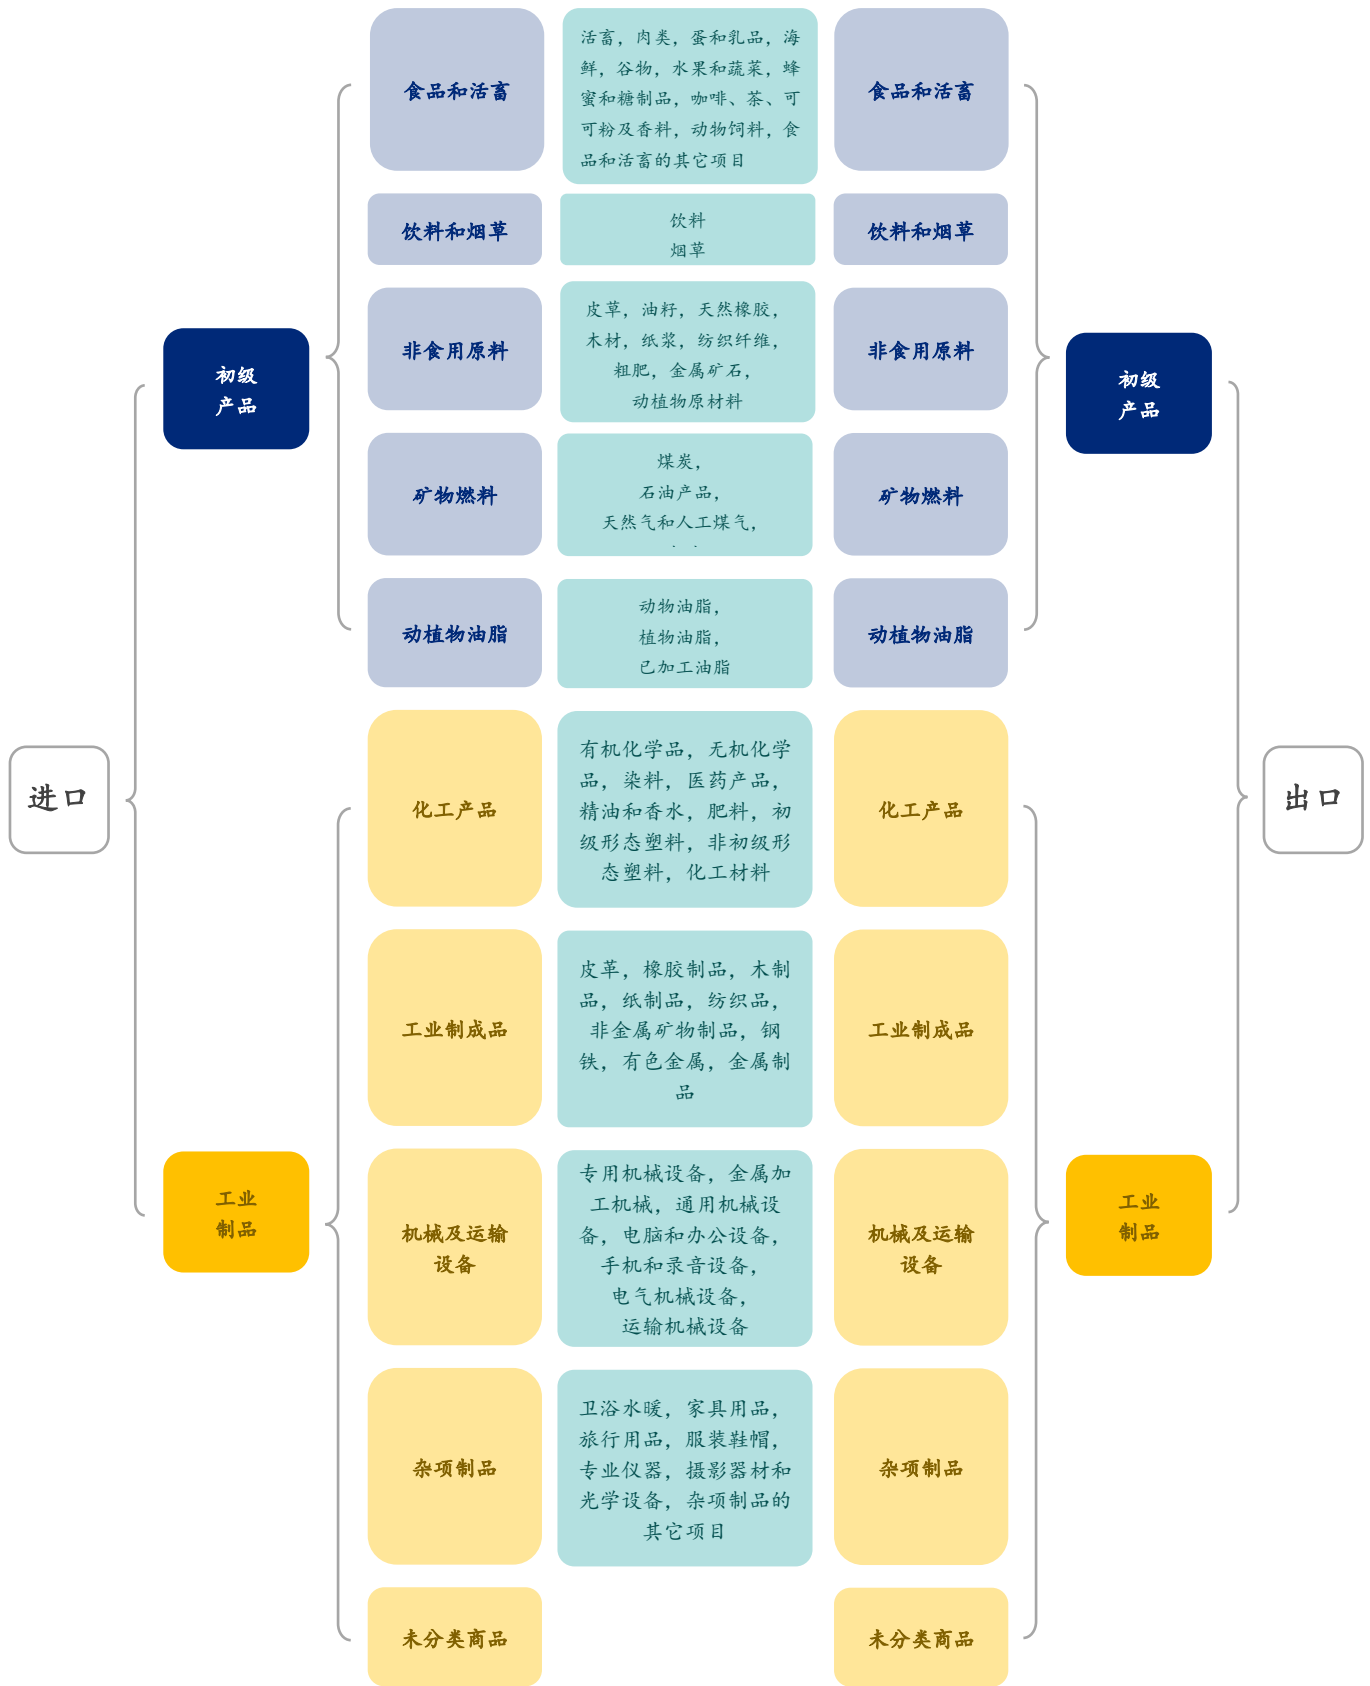 食品和活畜
活畜，肉类，蛋和乳品，海
鲜，谷物，水果和蔬菜，蜂
蜜和糖制品，咖啡、茶、可
可粉及香料，动物饲料，食
品和活畜的其它项目
食品和活畜
饮料和烟草
饮料
烟草
饮料和烟草
非食用原料
皮草，油籽，天然橡胶，
木材，纸浆，纺织纤维，
粗肥，金属矿石，
动植物原材料
非食用原料
初级
产品
初级
产品
矿物燃料
煤炭，
石油产品，
天然气和人工煤气，
矿物燃料
动植物油脂
动物油脂，
植物油脂，
已加工油脂
动植物油脂
进口
出口
化工产品
有机化学品，无机化学
品，染料，医药产品，
精油和香水，肥料，初
级形态塑料，非初级形
态塑料，化工材料
化工产品
工业制成品
皮革，橡胶制品，木制
品，纸制品，纺织品，
非金属矿物制品，钢
铁，有色金属，金属制
品
工业制成品
工业
制品
工业
制品
机械及运输
设备
专用机械设备，金属加
工机械，通用机械设
备，电脑和办公设备，
手机和录音设备，
电气机械设备，
运输机械设备
机械及运输
设备
杂项制品
卫浴水暖，家具用品，
旅行用品，服装鞋帽，
专业仪器，摄影器材和
光学设备，杂项制品的
其它项目
杂项制品
未分类商品
未分类商品